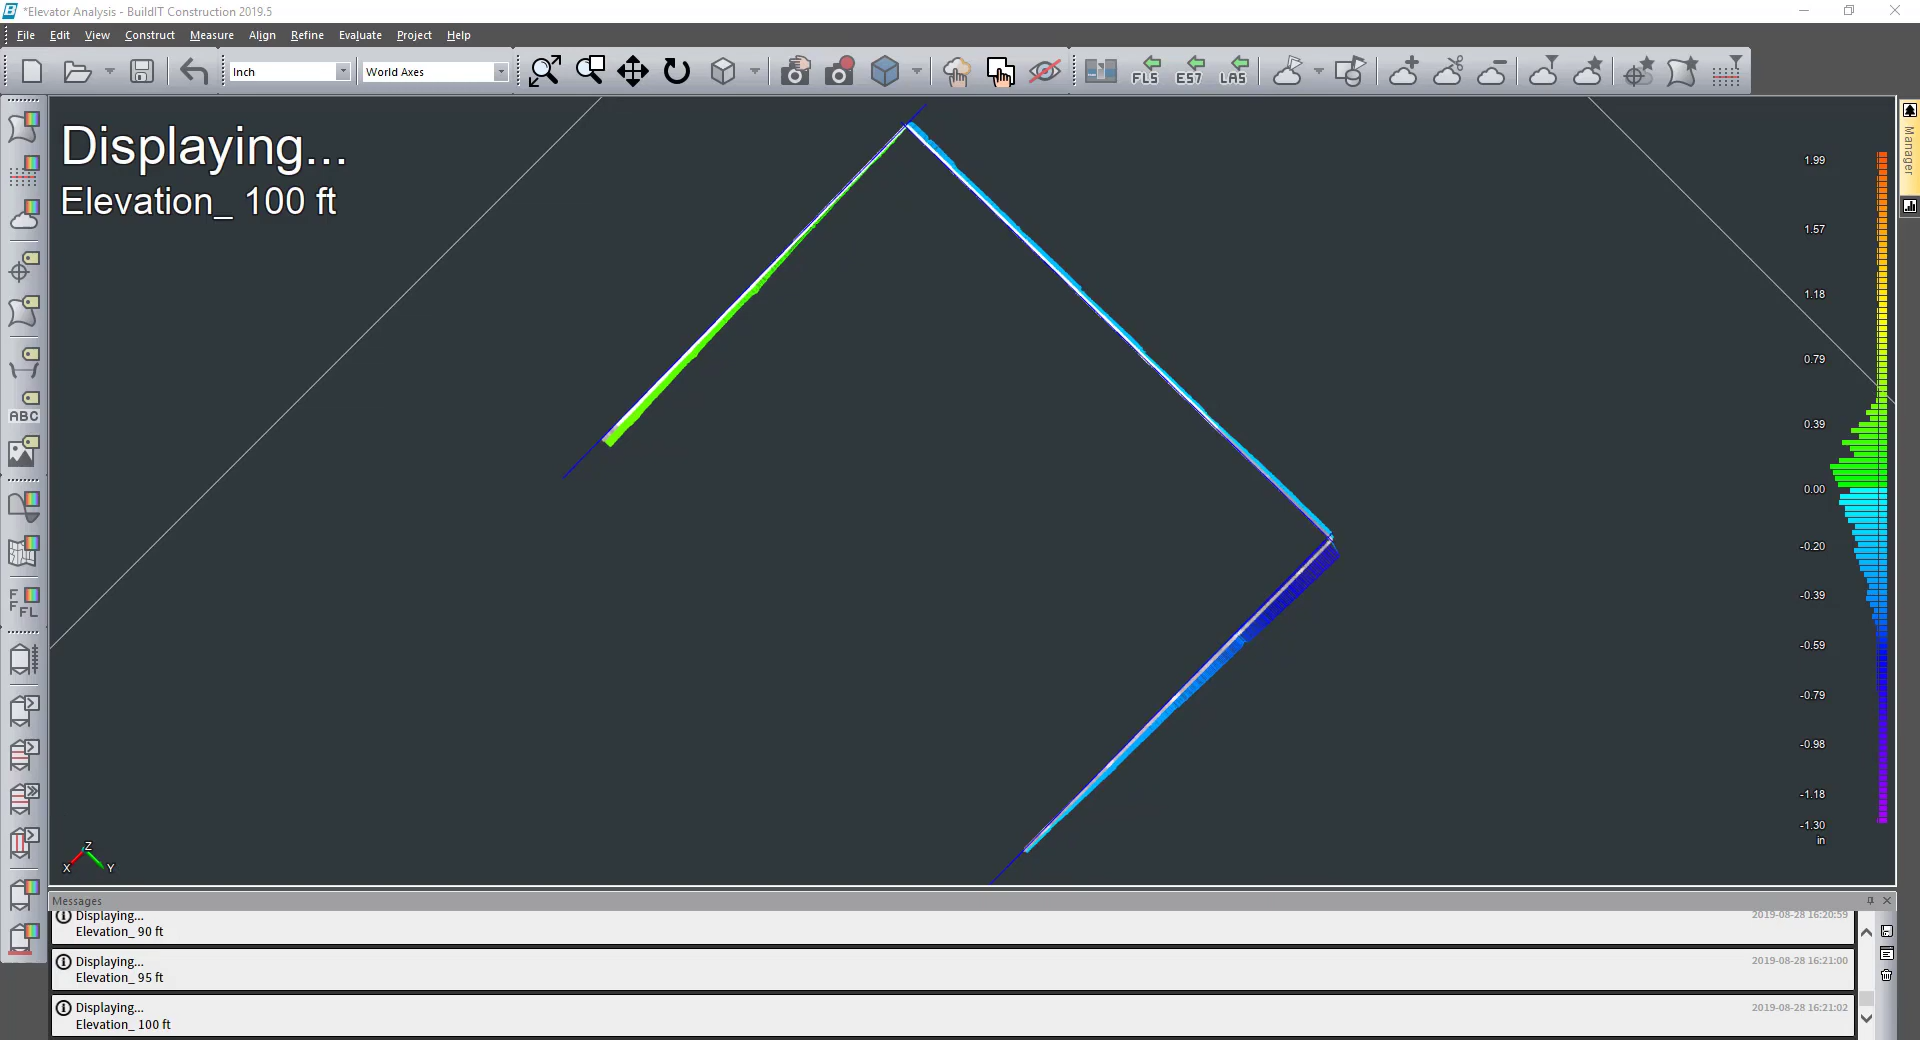 *Elevator Analysis - BuildIT Construction 2019.5
File Edit View Construct Measure Align Refine Evaluate Project Help
Inch
World Axes
FLS ES7 LAS
Displaying...
Elevation_ 100 ft
Manager
1.99
1.57
1.18
0.79
0.39
0.00
-0.20
-0.39
-0.59
-0.79
-0.98
-1.18
-1.30
in
ABC
F
F FL
Z
X Y
Messages
Displaying... 2019-08-28 16:20:59
Elevation_ 90 ft
Displaying... 2019-08-28 16:21:00
Elevation_ 95 ft
Displaying... 2019-08-28 16:21:02
Elevation_ 100 ft